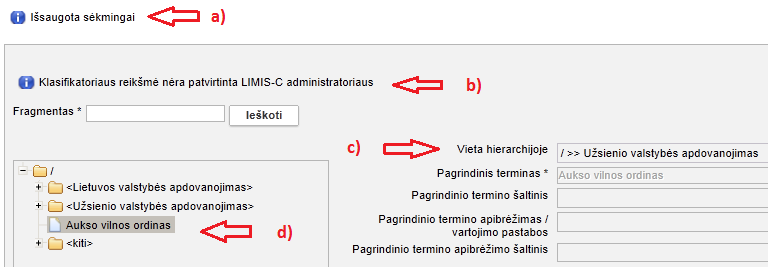 Išsaugota sėkmingai a)
Klasifikatoriaus reikšmė nėra patvirtinta LIMIS-C administratoriaus b)
Fragmentas * Ieškoti
c) Vieta hierarchijoje / >> Užsienio valstybės apdovanojimas
/
Pagrindinis terminas * Aukso vilnos ordinas
<Lietuvos valstybės apdovanojimas>
Pagrindinio termino šaltinis
<Užsienio valstybės apdovanojimas>
Aukso vilnos ordinas d)
Pagrindinio termino apibrėžimas /
vartojimo pastabos
<kiti>
Pagrindinio termino apibrėžimo šaltinis